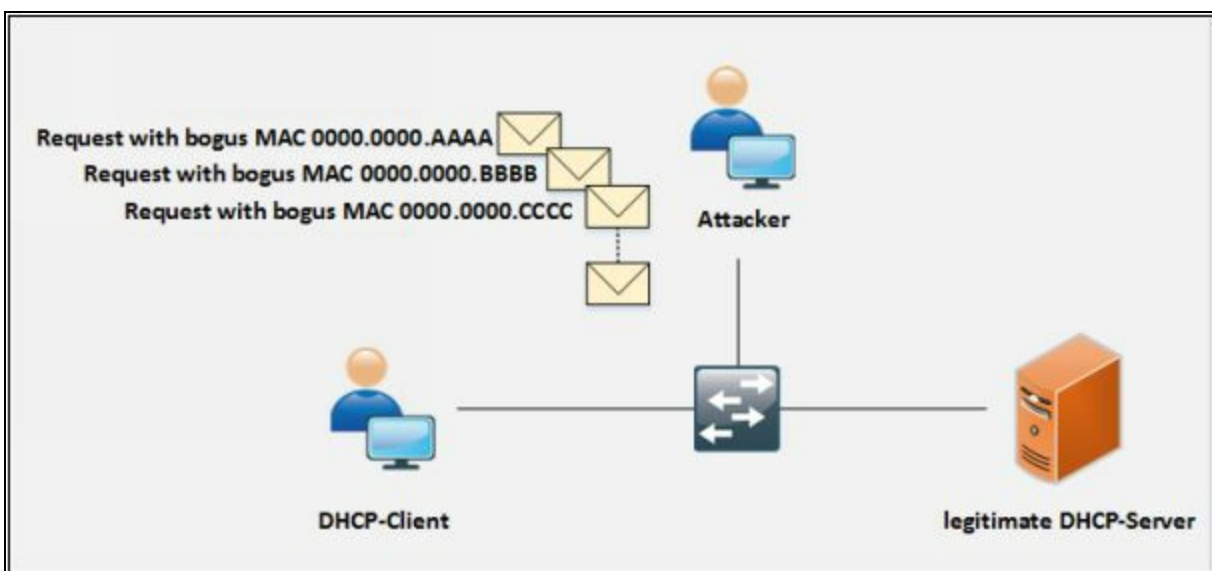 Request with bogus MAC 0000.0000.AAAA
Request with bogus MAC 0000.0000.BBBB
Request with bogus MAC 0000.0000.CCCC
Attacker
DHCP-Client
legitimate DHCP-Server